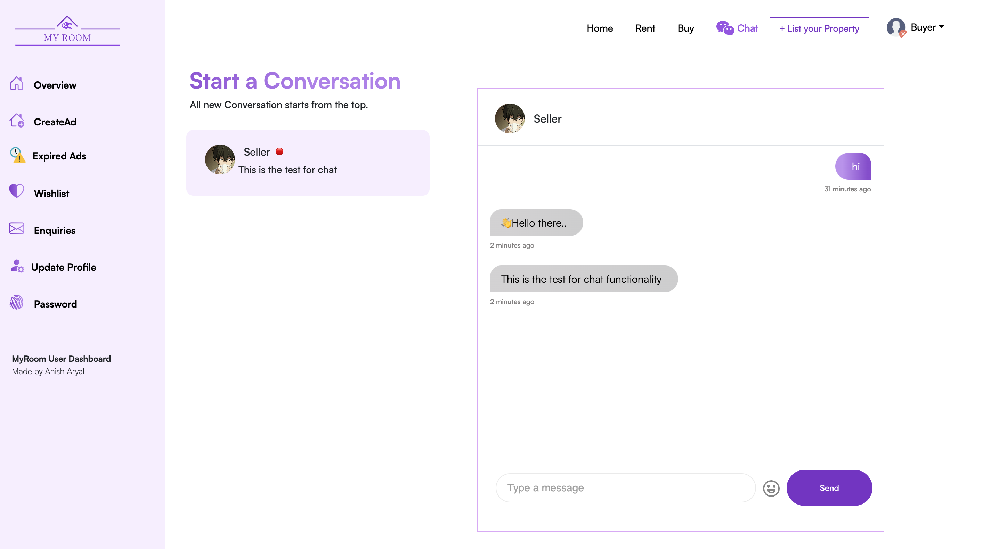 MY ROOM
Home
Rent
Buy
Chat
+ List your Property
Buyer
Overview
CreateAd
Expired Ads
Wishlist
Enquiries
Update Profile
Password
MyRoom User Dashboard
Made by Anish Aryal
Start a Conversation
All new Conversation starts from the top.
Seller
This is the test for chat
Seller
hi
31 minutes ago
👋Hello there..
2 minutes ago
This is the test for chat functionality
2 minutes ago
Type a message
Send